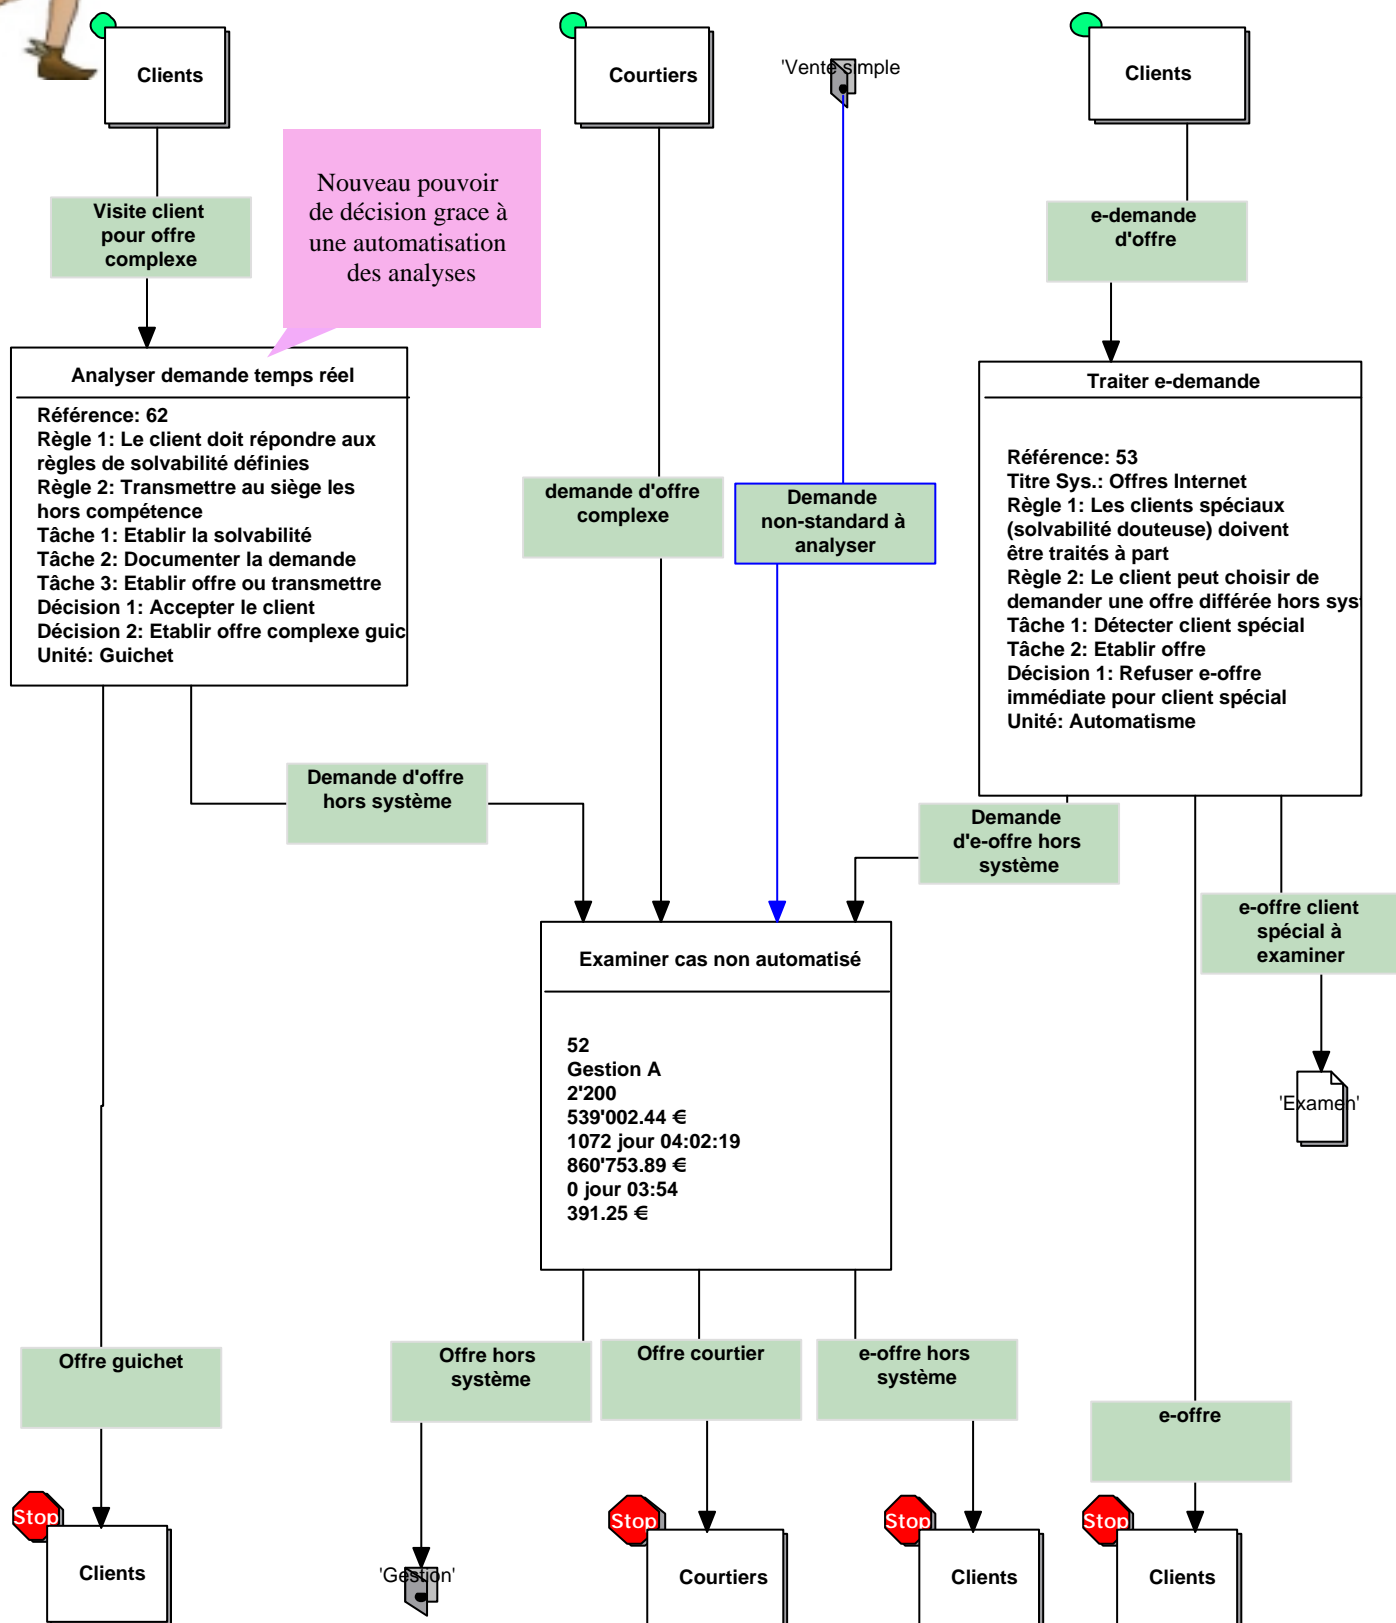 Clients
Courtiers
'Vente simple
Clients
Visite client
pour offre
complexe
Nouveau pouvoir
de décision grace à
une automatisation
des analyses
e-demande
d'offre
Analyser demande temps réel
Référence: 62
Règle 1: Le client doit répondre aux
règles de solvabilité définies
Règle 2: Transmettre au siège les
hors compétence
Tâche 1: Etablir la solvabilité
Tâche 2: Documenter la demande
Tâche 3: Etablir offre ou transmettre
Décision 1: Accepter le client
Décision 2: Etablir offre complexe guic
Unité: Guichet
Traiter e-demande
Référence: 53
Titre Sys.: Offres Internet
Règle 1: Les clients spéciaux
(solvabilité douteuse) doivent
être traités à part
Règle 2: Le client peut choisir de
demander une offre différée hors sys
Tâche 1: Détecter client spécial
Tâche 2: Etablir offre
Décision 1: Refuser e-offre
immédiate pour client spécial
Unité: Automatisme
demande d'offre
complexe
Demande
non-standard à
analyser
Demande d'offre
hors système
Demande
d'e-offre hors
système
e-offre client
spécial à
examiner
Examiner cas non automatisé
52
Gestion A
2'200
539'002.44 €
1072 jour 04:02:19
860'753.89 €
0 jour 03:54
391.25 €
'Examen'
Offre guichet
Offre hors
système
Offre courtier
e-offre hors
système
e-offre
Stop
Clients
'Gestion'
Stop
Courtiers
Stop
Clients
Stop
Clients